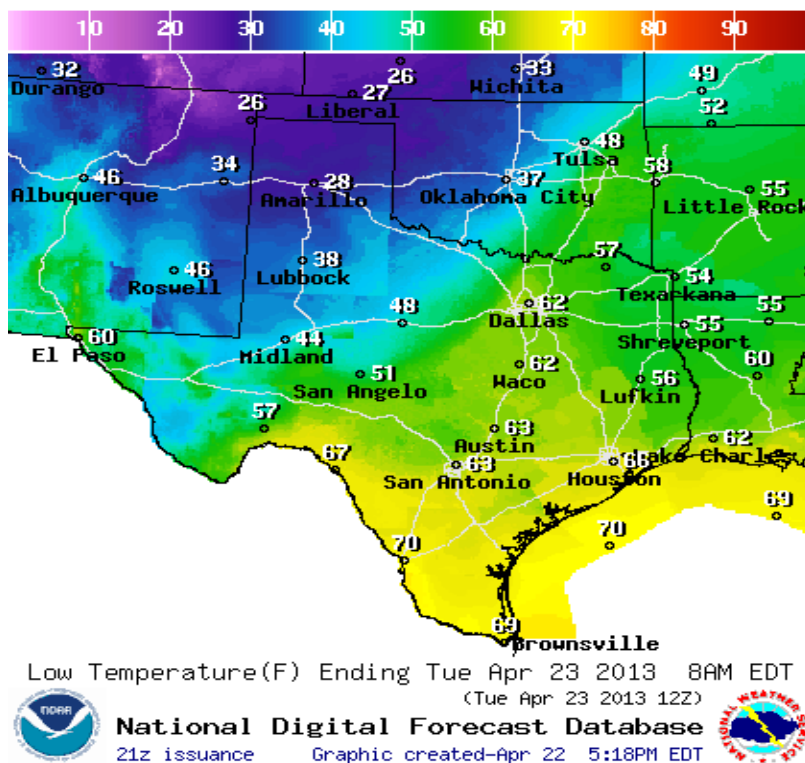 10 20 30 40 50 60 70 80 90
32 26 33 49
Durango 27 Wichita
26 Liberal 52
48
Tulsa
46 34 28 37 58 55
Albuquerque Amarillo Oklahoma City Little Rock
46 38 57 54
Roswell Lubbock Texarkana
48 62 55
60 44 Dallas 55
El Paso Midland Shreveport
51 62 56 60
San Angelo Waco Lufkin
57 63
Austin 62
67 63 66 Lake Charles
San Antonio Houston
69
70 70
69
Brownsville
Low Temperature(F) Ending Tue Apr 23 2013 8AM EDT
(Tue Apr 23 2013 12Z)
NOAA
National Digital Forecast Database
21z issuance Graphic created-Apr 22 5:18PM EDT
NATIONAL WEATHER SERVICE